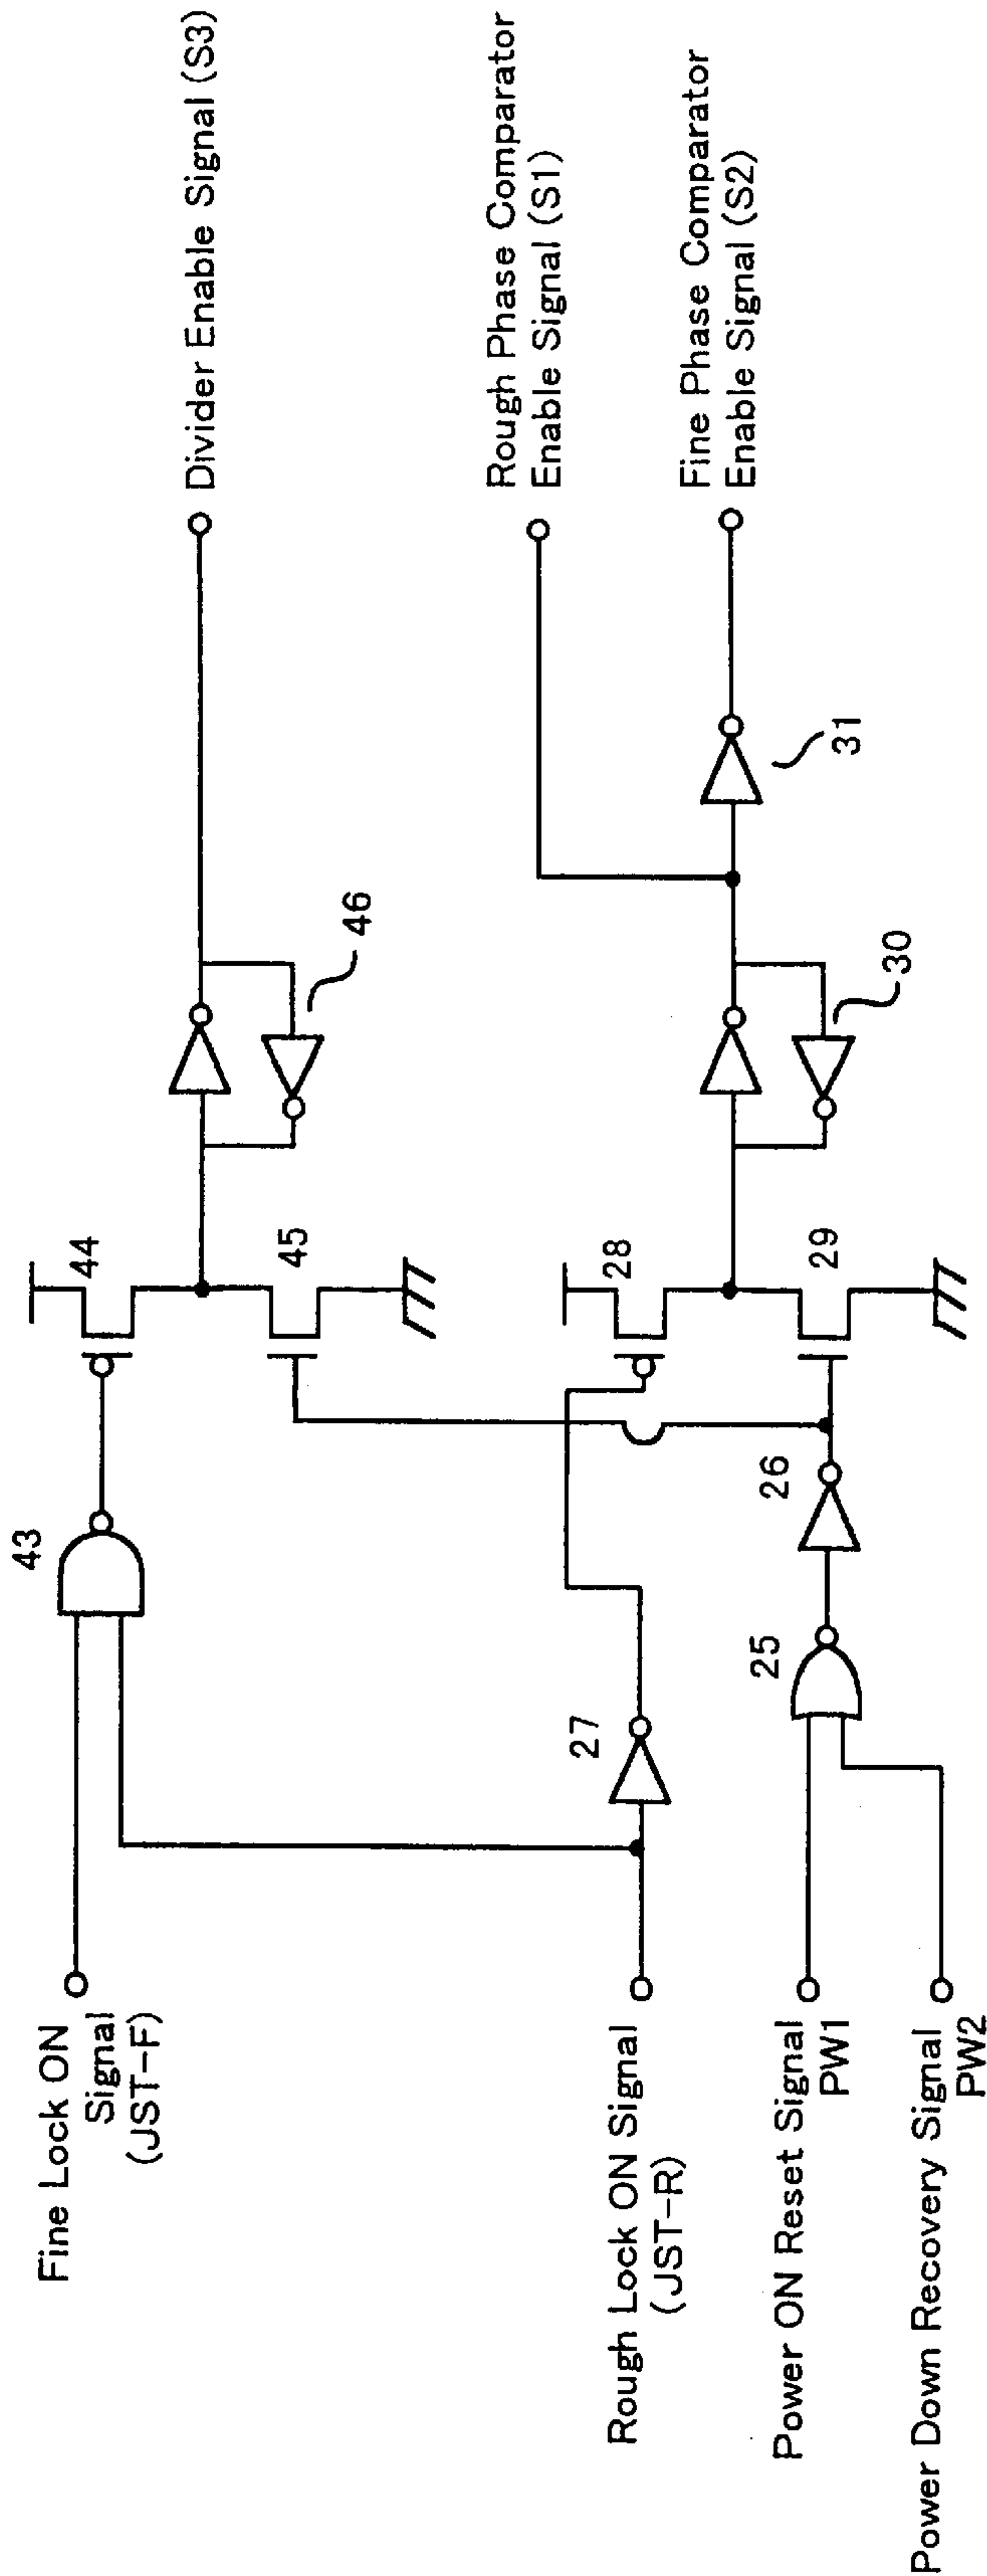 Fine Lock ON
Signal
(JST-F)
43
44
45
46
Divider Enable Signal (S3)
Rough Lock ON Signal
(JST-R)
27
28
Rough Phase Comparator
Enable Signal (S1)
Power ON Reset Signal
PW1
Power Down Recovery Signal
PW2
25
26
29
30
31
Fine Phase Comparator
Enable Signal (S2)